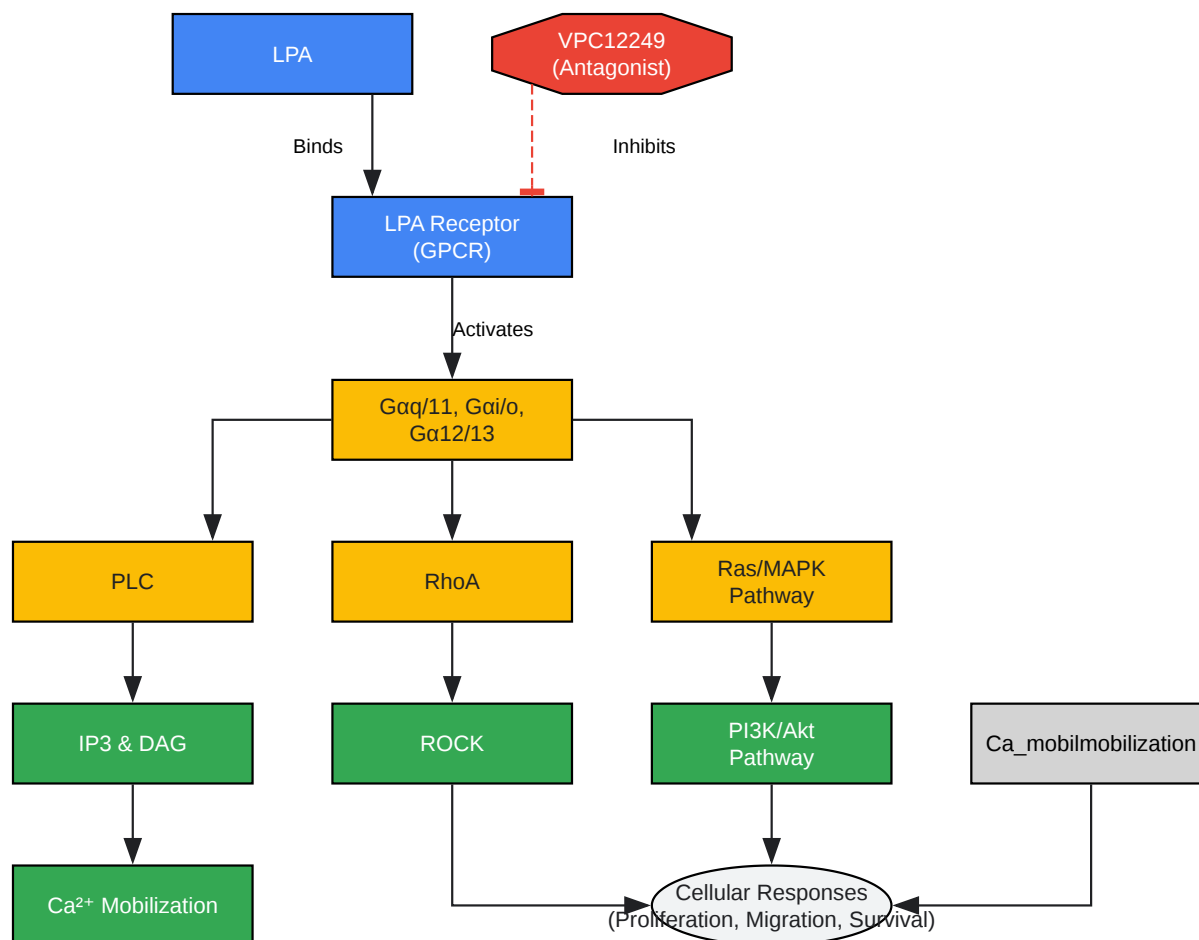 LPA
VPC12249
(Antagonist)
Binds
Inhibits
LPA Receptor
(GPCR)
Activates
Gαq/11, Gαi/o,
Gα12/13
PLC
RhoA
Ras/MAPK
Pathway
IP3 & DAG
ROCK
PI3K/Akt
Pathway
Ca_mobilmobilization
Ca²⁺ Mobilization
Cellular Responses
(Proliferation, Migration, Survival)